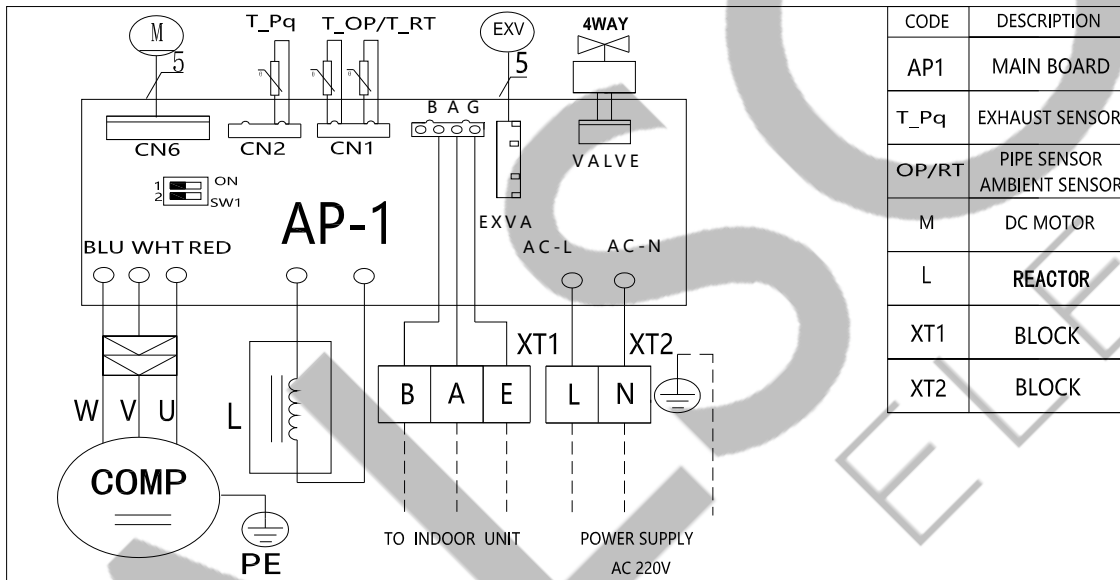 M
T_Pq
T_OP/T_RT
EXV
4WAY
5
5
B A G
CN6
CN2
CN1
VALVE
1
2
ON
SW1
AP-1
EXVA
BLU WHT RED
AC-L
AC-N
XT1
XT2
B A E
L N
W V U
L
COMP
PE
TO INDOOR UNIT
POWER SUPPLY
AC 220V
CODE DESCRIPTION
AP1 MAIN BOARD
T_Pq EXHAUST SENSOR
OP/RT PIPE SENSOR
AMBIENT SENSOR
M DC MOTOR
L REACTOR
XT1 BLOCK
XT2 BLOCK